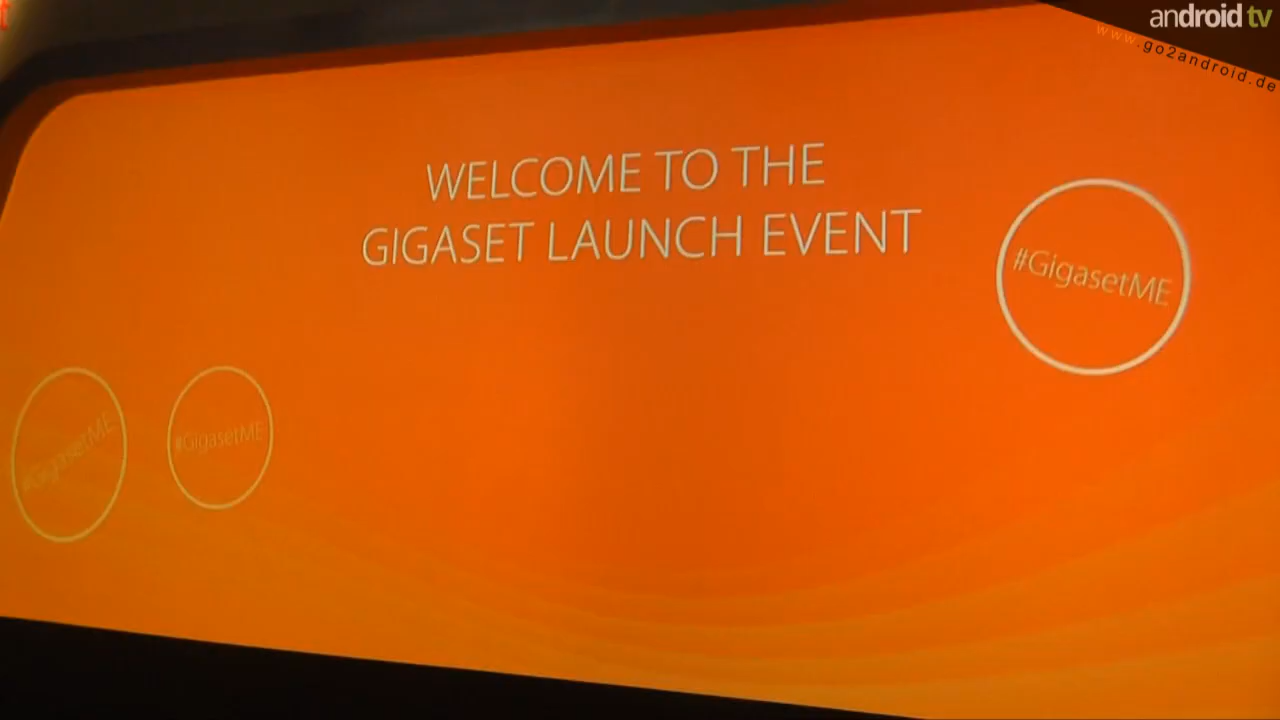 android tv
www.go2android.de
WELCOME TO THE
GIGASET LAUNCH EVENT
#GigasetME
#GigasetME
#GigasetME